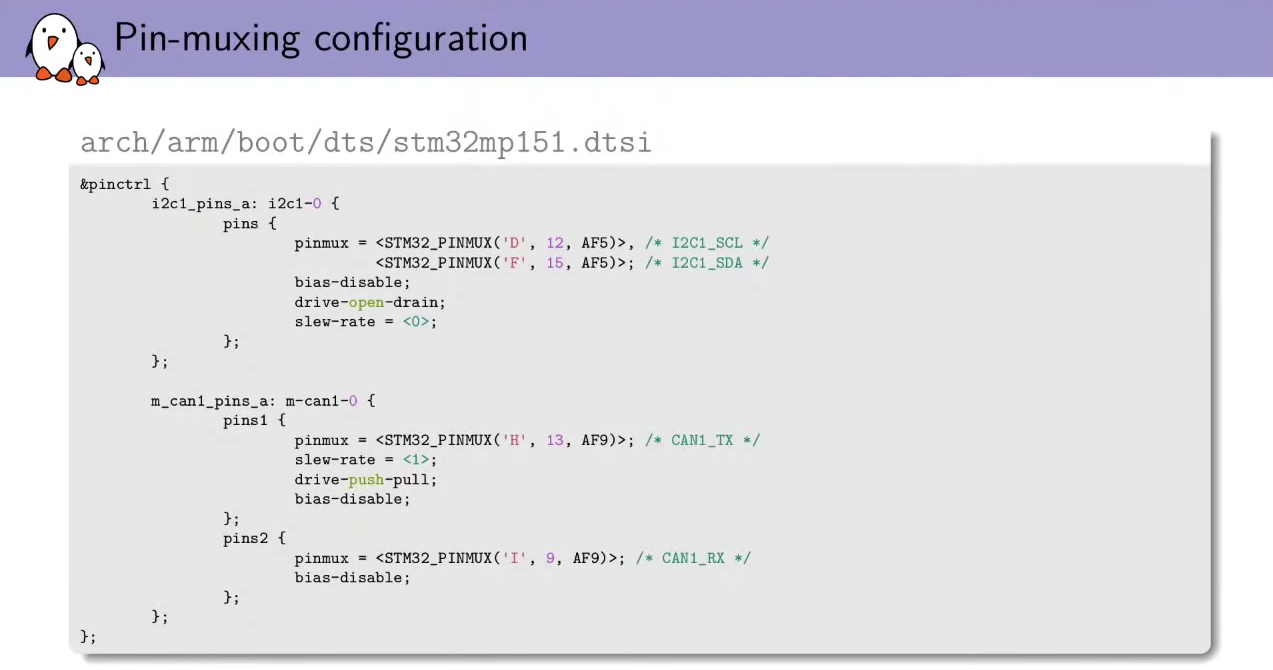 Pin-muxing configuration
arch/arm/boot/dts/stm32mp151.dtsi
&pinctrl {
        i2c1_pins_a: i2c1-0 {
                pins {
                        pinmux = <STM32_PINMUX('D', 12, AF5)>, /* I2C1_SCL */
                                 <STM32_PINMUX('F', 15, AF5)>; /* I2C1_SDA */
                        bias-disable;
                        drive-open-drain;
                        slew-rate = <0>;
                };
        };
        m_can1_pins_a: m-can1-0 {
                pins1 {
                        pinmux = <STM32_PINMUX('H', 13, AF9)>; /* CAN1_TX */
                        slew-rate = <1>;
                        drive-push-pull;
                        bias-disable;
                };
                pins2 {
                        pinmux = <STM32_PINMUX('I', 9, AF9)>; /* CAN1_RX */
                        bias-disable;
                };
        };
};